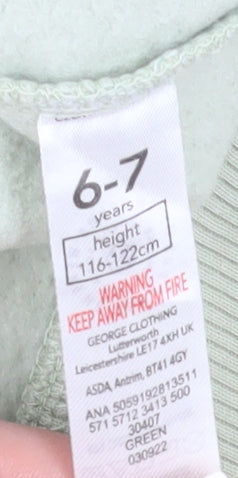 6-7
years
height
116-122cm
WARNING
KEEP AWAY FROM FIRE
GEORGE CLOTHING
Lutterworth
Leicestershire LE17 4XH UK
ASDA, Antrim, BT41 4GY
ANA 5059192813511
571 5712 3413 500
30407
GREEN
030922